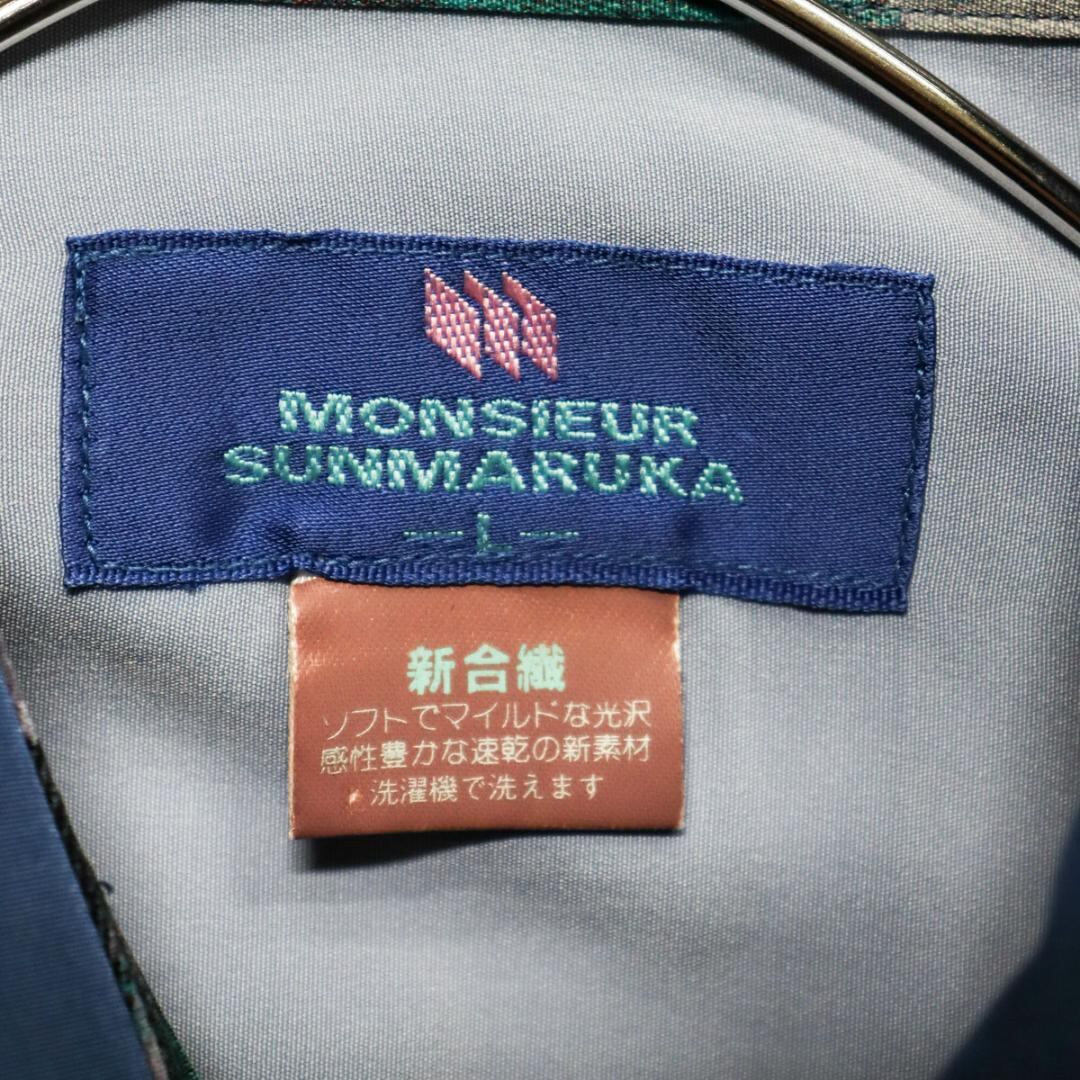 MONSIEUR
SUNMARUKA
—L—
新合繊
ソフトでマイルドな光沢
感性豊かな速乾の新素材
洗濯機で洗えます